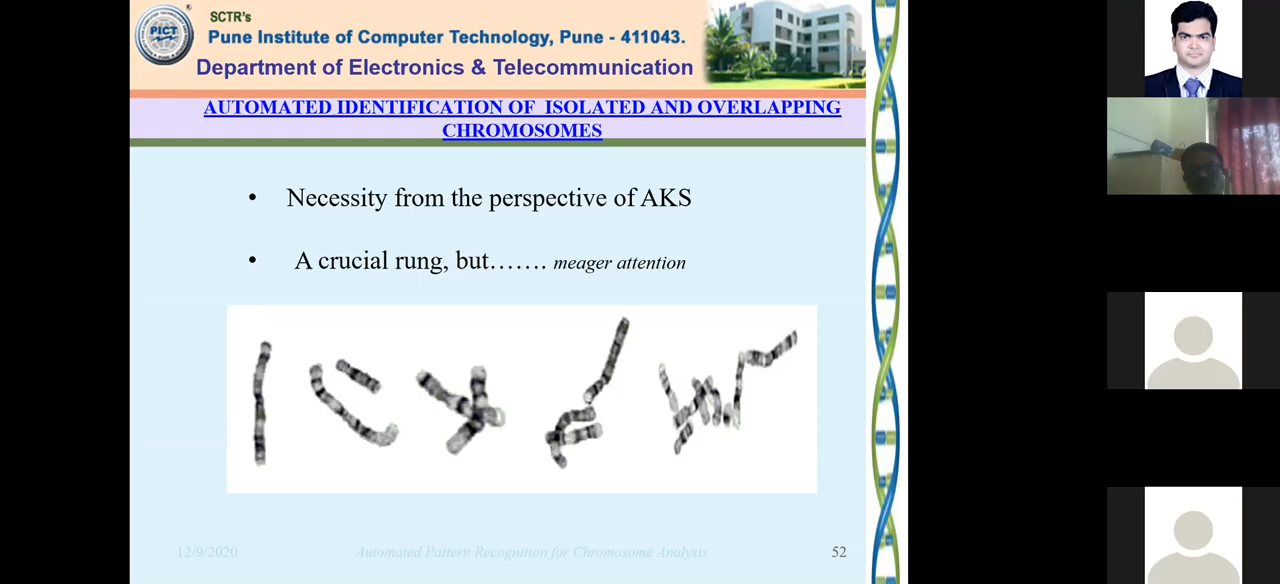 SCTR's
PICT
Pune Institute of Computer Technology, Pune - 411043.
Department of Electronics & Telecommunication
AUTOMATED IDENTIFICATION OF ISOLATED AND OVERLAPPING
CHROMOSOMES
• Necessity from the perspective of AKS
• A crucial rung, but……. meager attention
12/9/2020
Automated Pattern Recognition for Chromosome Analysis
52